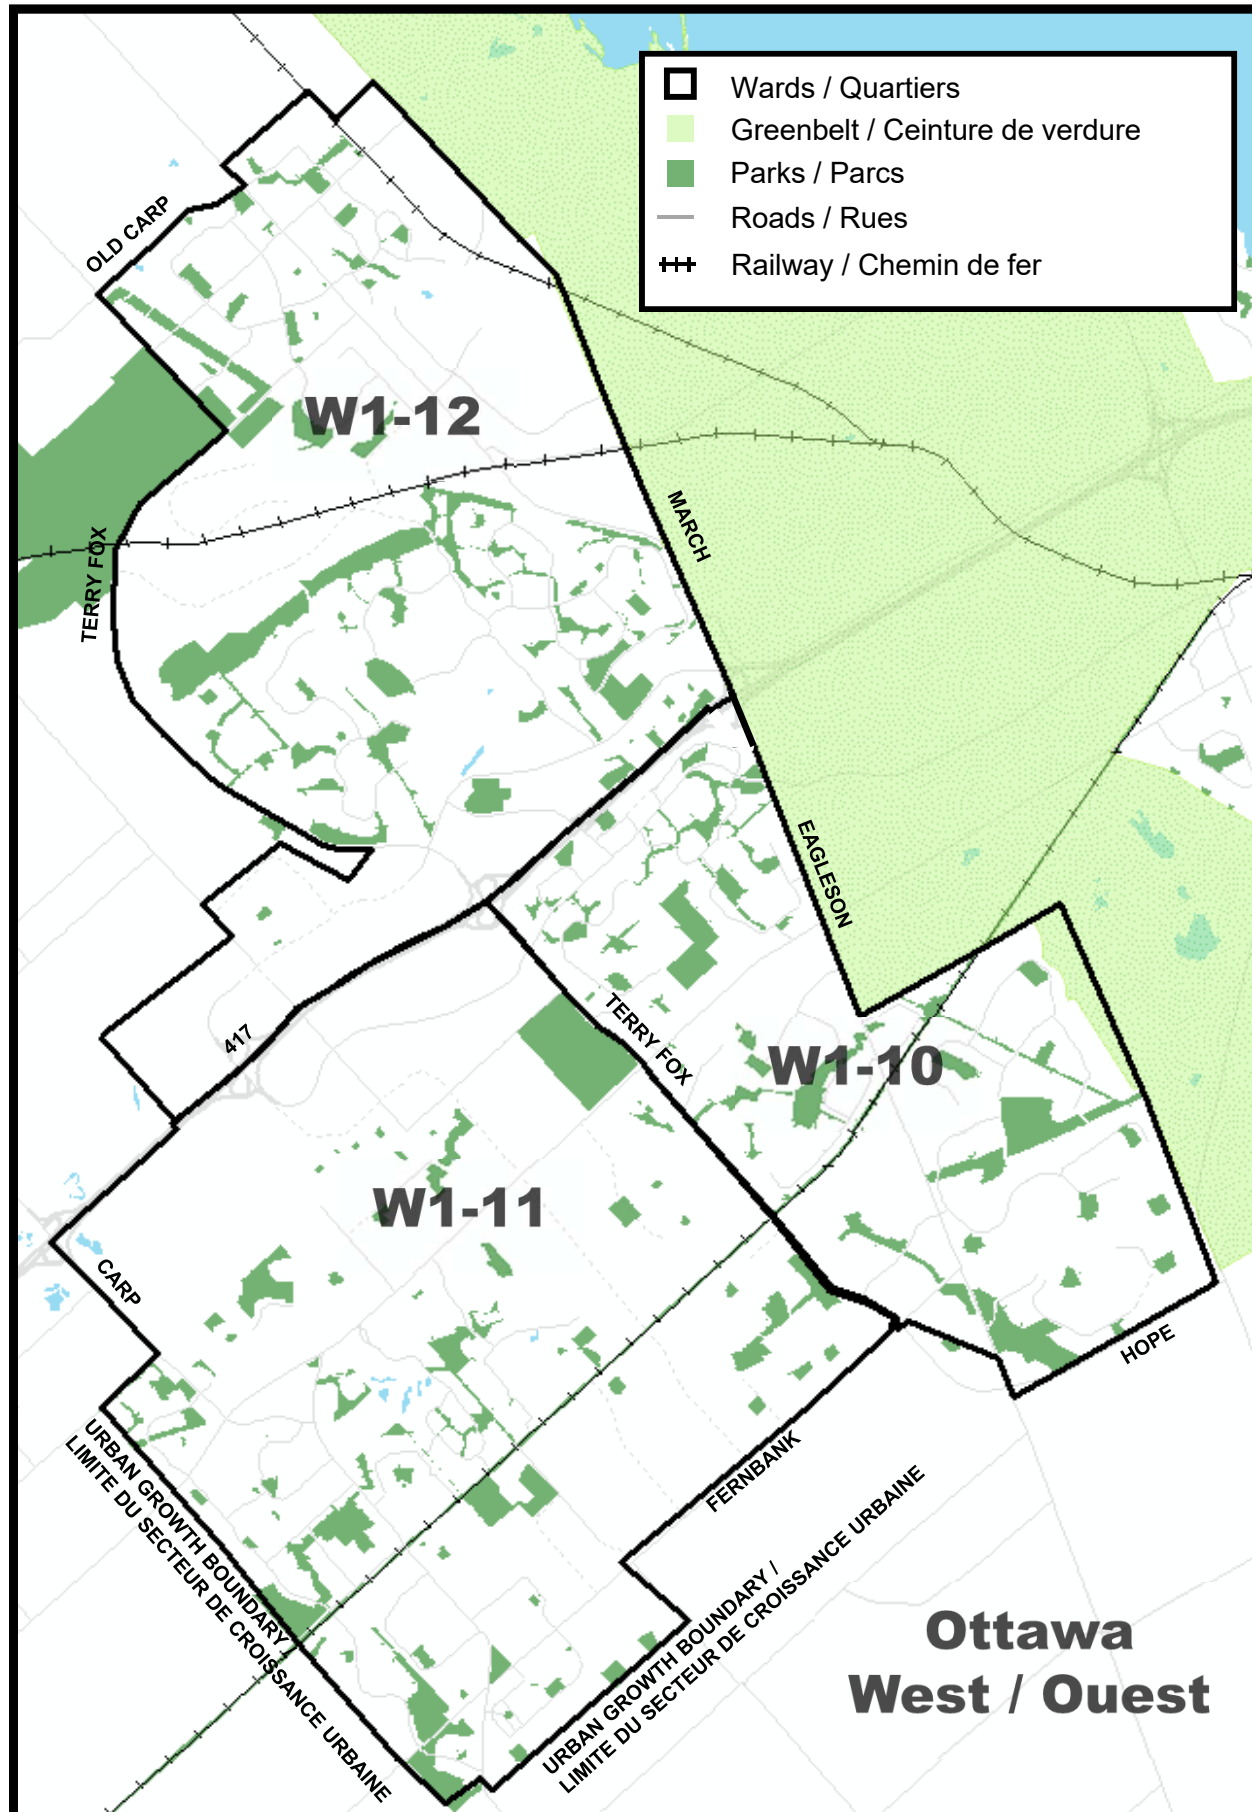 Wards / Quartiers
Greenbelt / Ceinture de verdure
Parks / Parcs
Roads / Rues
Railway / Chemin de fer
OLD CARP
W1-12
MARCH
TERRY FOX
EAGLESON
TERRY FOX
417
W1-10
W1-11
CARP
HOPE
FERNBANK
URBAN GROWTH BOUNDARY /
LIMITE DU SECTEUR DE CROISSANCE URBAINE
URBAN GROWTH BOUNDARY /
LIMITE DU SECTEUR DE CROISSANCE URBAINE
Ottawa
West / Ouest